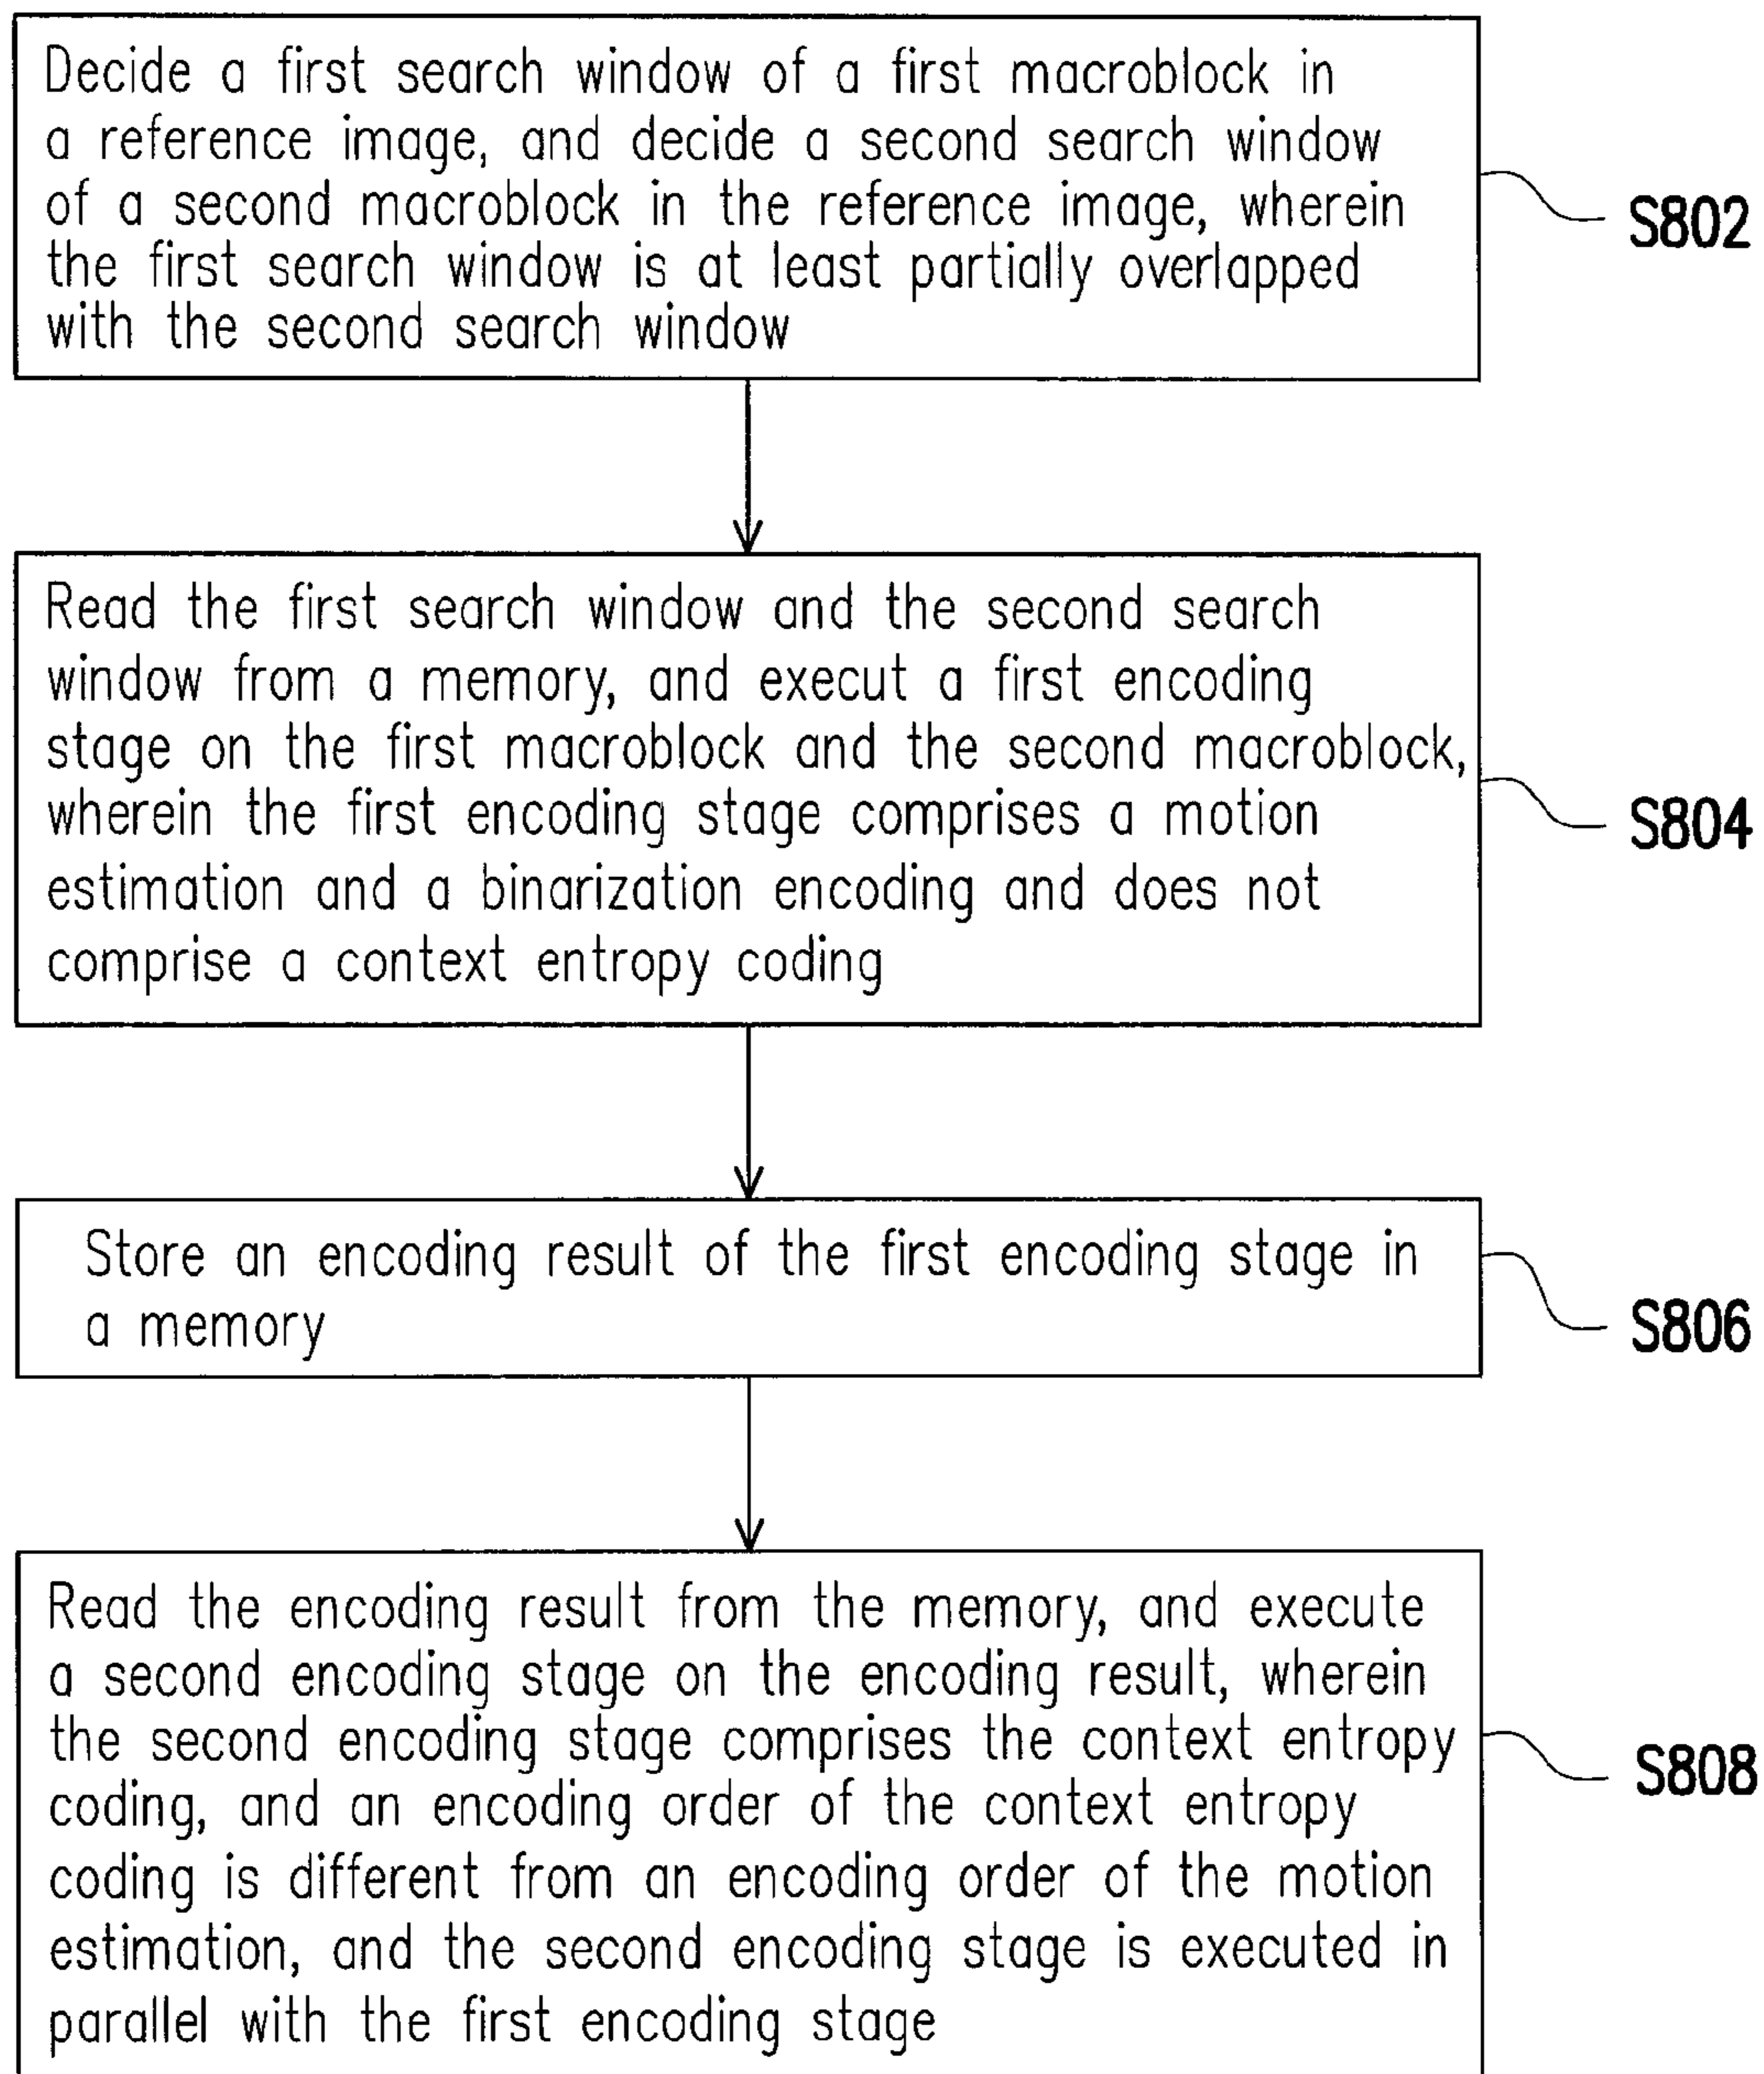 Decide a first search window of a first macroblock in
a reference image, and decide a second search window
of a second macroblock in the reference image, wherein
the first search window is at least partially overlapped
with the second search window
S802
Read the first search window and the second search
window from a memory, and execut a first encoding
stage on the first macroblock and the second macroblock,
wherein the first encoding stage comprises a motion
estimation and a binarization encoding and does not
comprise a context entropy coding
S804
Store an encoding result of the first encoding stage in
a memory
S806
Read the encoding result from the memory, and execute
a second encoding stage on the encoding result, wherein
the second encoding stage comprises the context entropy
coding, and an encoding order of the context entropy
coding is different from an encoding order of the motion
estimation, and the second encoding stage is executed in
parallel with the first encoding stage
S808